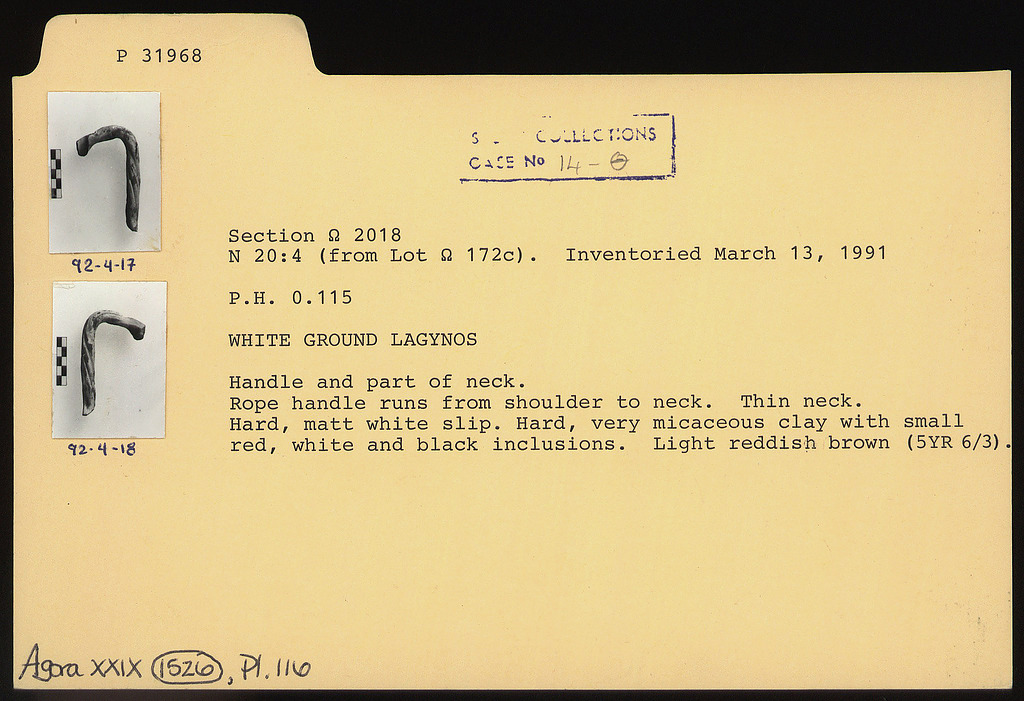 P 31968
COLLECTIONS
CASE No 14 -
Section Ω 2018
N 20:4 (from Lot Ω 172c). Inventoried March 13, 1991
92-4-17
P.H. 0.115
WHITE GROUND LAGYNOS
Handle and part of neck.
Rope handle runs from shoulder to neck. Thin neck.
Hard, matt white slip. Hard, very micaceous clay with small
red, white and black inclusions. Light reddish brown (5YR 6/3).
92-4-18
Agora XXIX 1526, Pl. 116